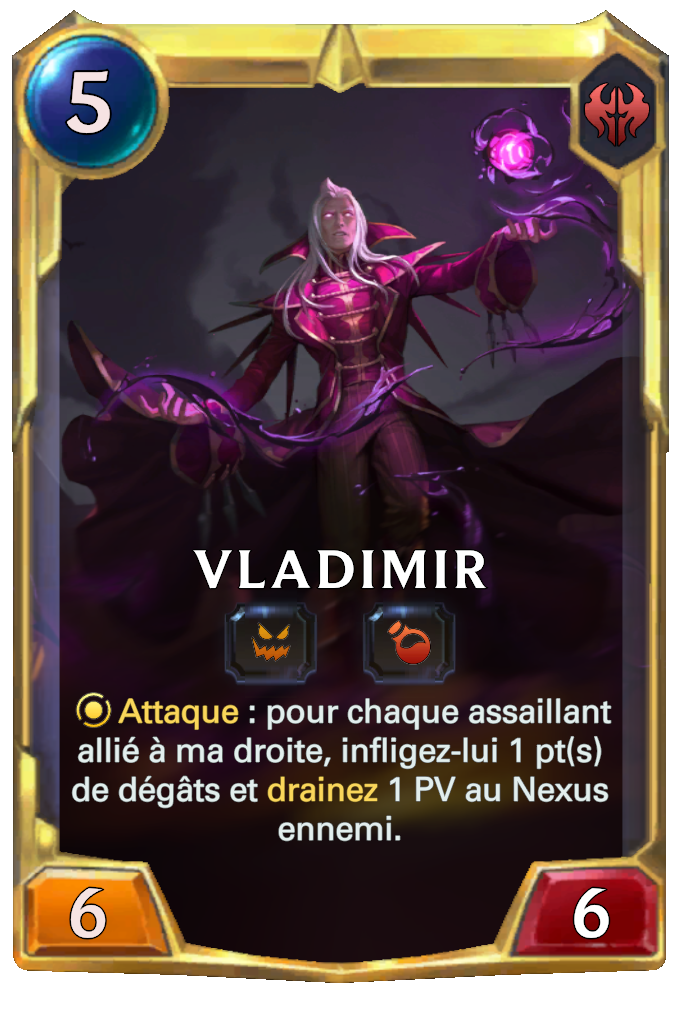 5
VLADIMIR
Attaque : pour chaque assaillant
allié à ma droite, infligez-lui 1 pt(s)
de dégâts et drainez 1 PV au Nexus
ennemi.
6
6